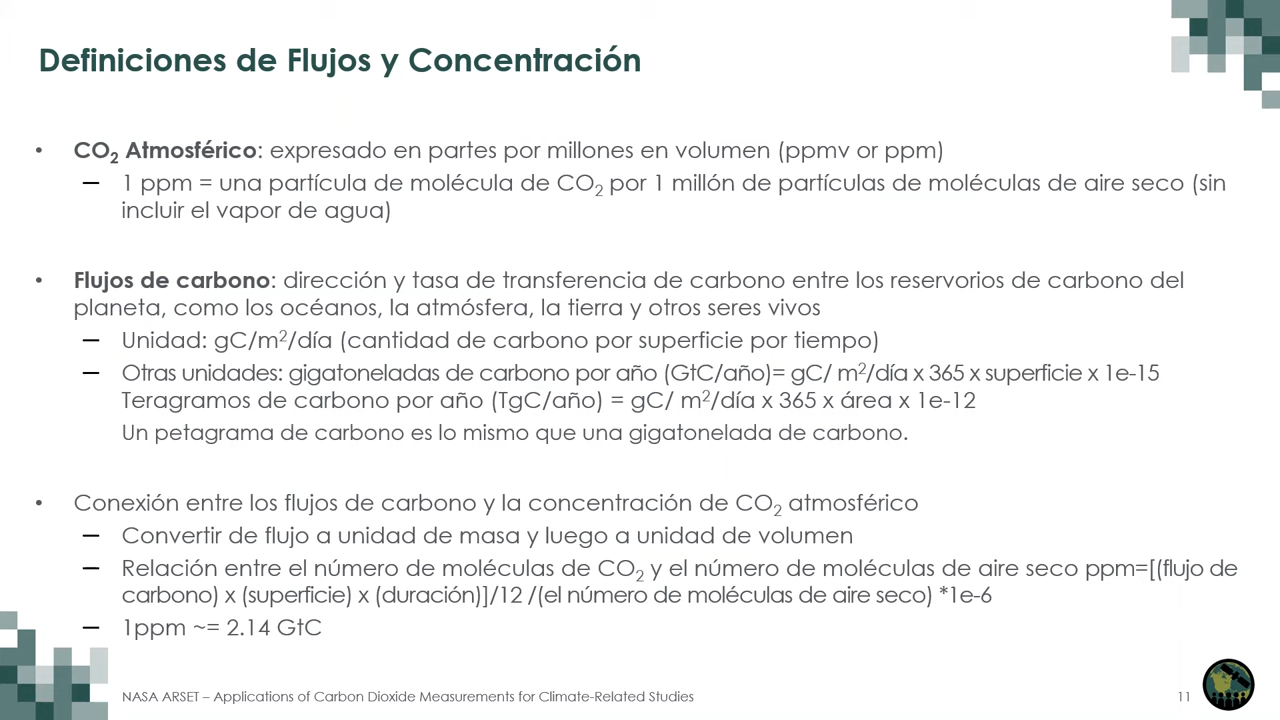 Definiciones de Flujos y Concentración
• CO₂ Atmosférico: expresado en partes por millones en volumen (ppmv or ppm)
— 1 ppm = una partícula de molécula de CO₂ por 1 millón de partículas de moléculas de aire seco (sin
incluir el vapor de agua)
• Flujos de carbono: dirección y tasa de transferencia de carbono entre los reservorios de carbono del
planeta, como los océanos, la atmósfera, la tierra y otros seres vivos
— Unidad: gC/m²/día (cantidad de carbono por superficie por tiempo)
— Otras unidades: gigatoneladas de carbono por año (GtC/año)= gC/ m²/día x 365 x superficie x 1e-15
Teragramos de carbono por año (TgC/año) = gC/ m²/día x 365 x área x 1e-12
Un petagrama de carbono es lo mismo que una gigatonelada de carbono.
• Conexión entre los flujos de carbono y la concentración de CO₂ atmosférico
— Convertir de flujo a unidad de masa y luego a unidad de volumen
— Relación entre el número de moléculas de CO₂ y el número de moléculas de aire seco ppm=[(flujo de
carbono) x (superficie) x (duración)]/12 /(el número de moléculas de aire seco) *1e-6
— 1ppm ~= 2.14 GtC
NASA ARSET – Applications of Carbon Dioxide Measurements for Climate-Related Studies
11